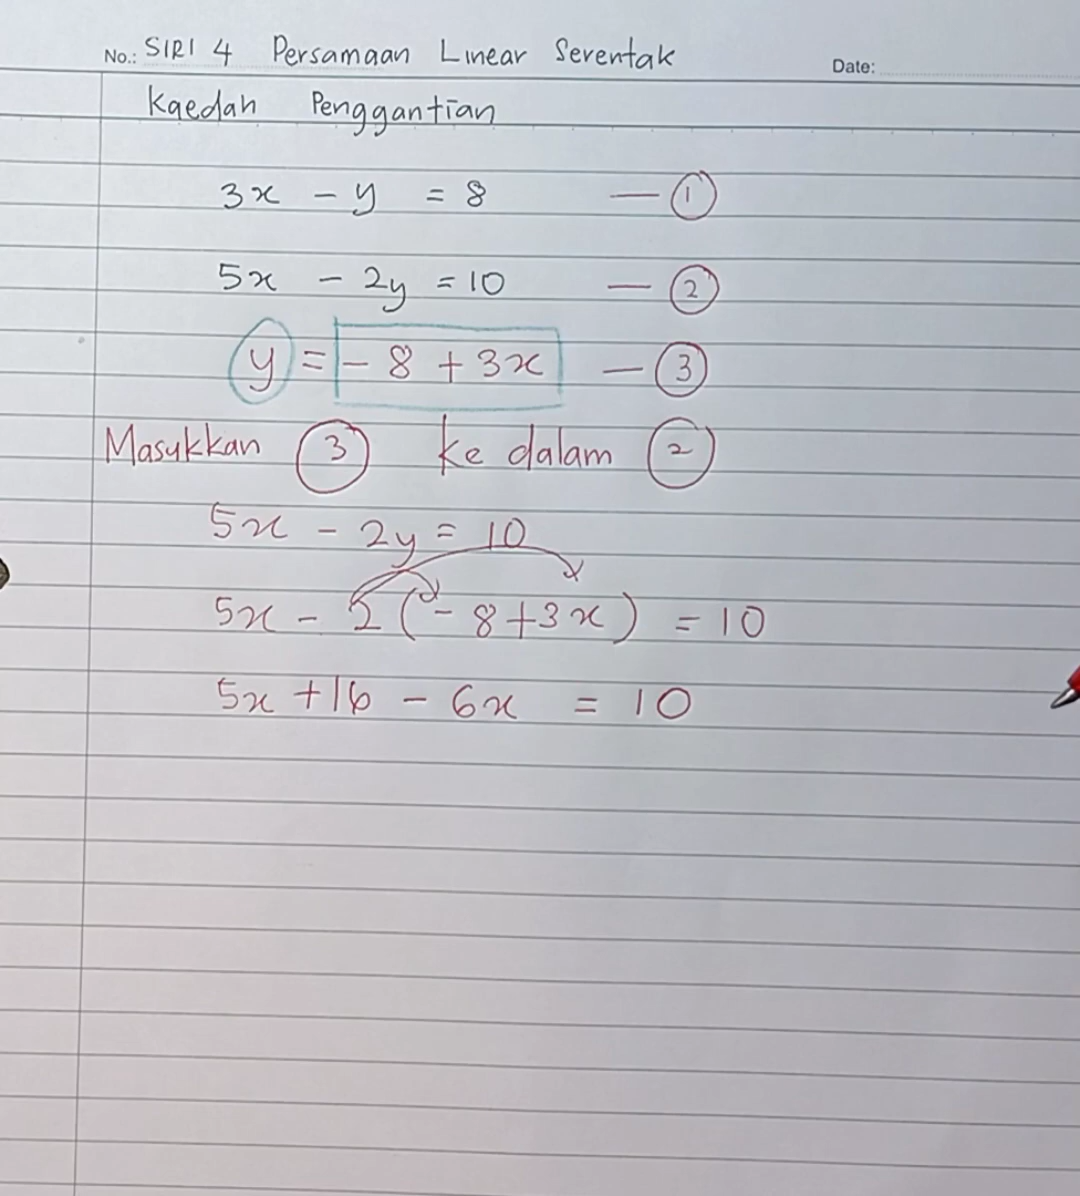 No.: SIRI 4 Persamaan Linear Serentak Date:
Kaedah Penggantian
3x - y = 8 — ①
5x - 2y = 10 — ②
y = - 8 + 3x — ③
Masukkan ③ ke dalam ②
5x - 2y = 10
5x - 2 (- 8 + 3x) = 10
5x + 16 - 6x = 10